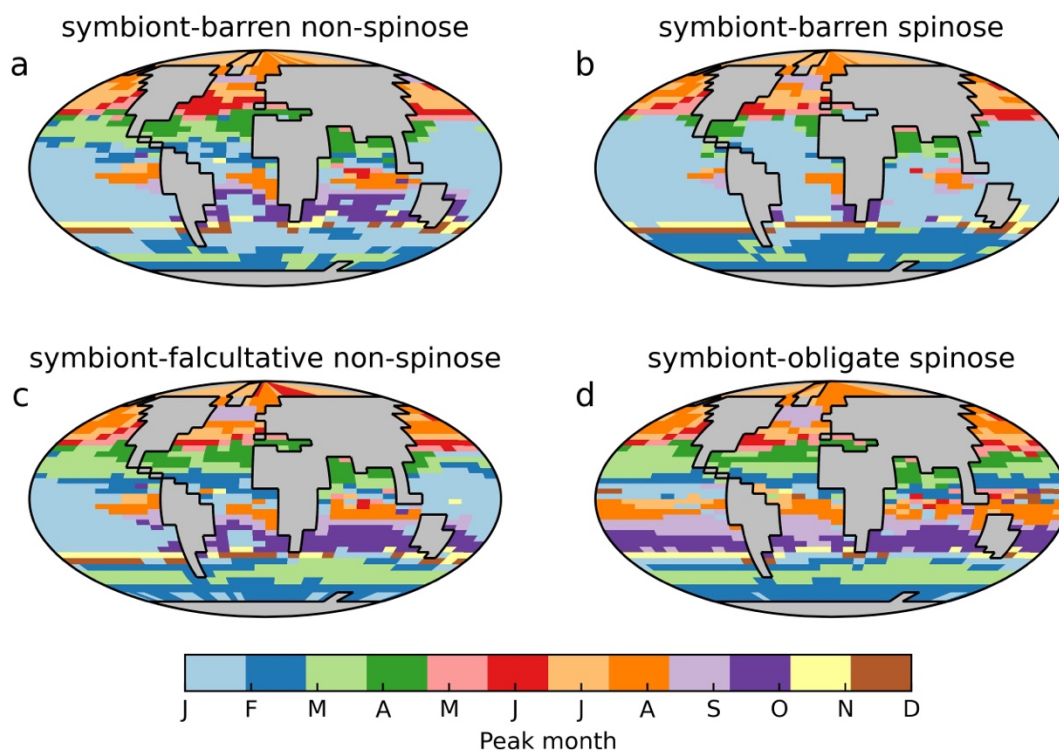 symbiont-barren non-spinose
symbiont-barren spinose
a
b
symbiont-falcultative non-spinose
symbiont-obligate spinose
c
d
J F M A M J J A S O N D
Peak month